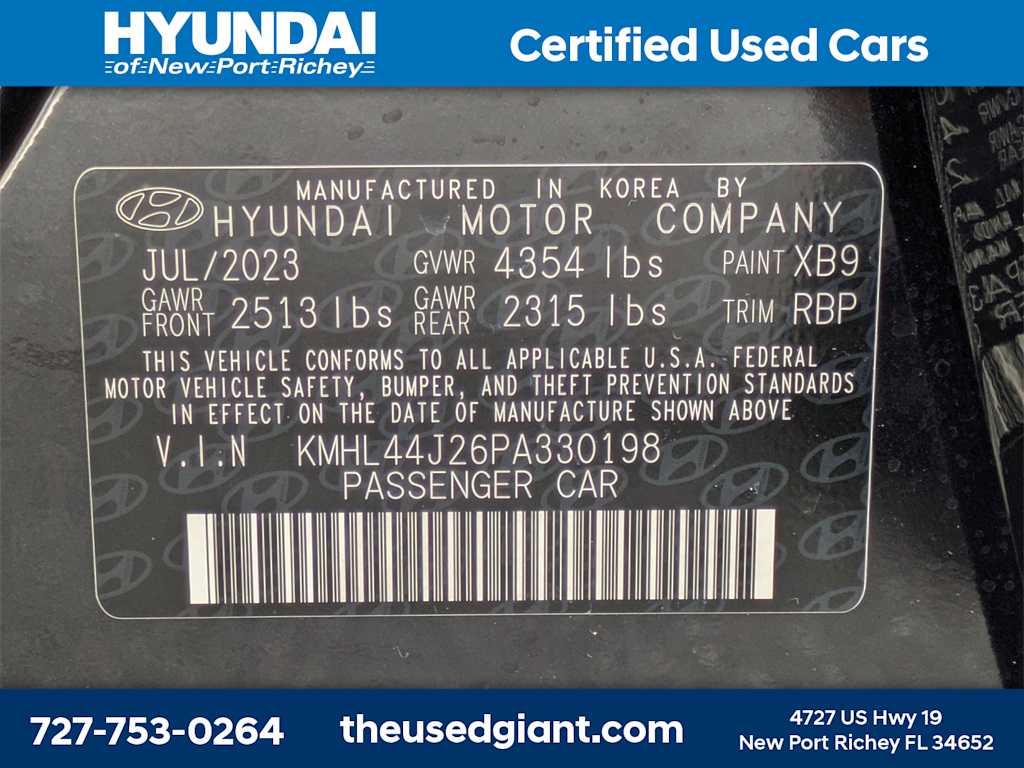 HYUNDAI
of New Port Richey
Certified Used Cars
MANUFACTURED IN KOREA BY
HYUNDAI MOTOR COMPANY
JUL/2023 GVWR 4354 lbs PAINT XB9
GAWR FRONT 2513 lbs GAWR REAR 2315 lbs TRIM RBP
THIS VEHICLE CONFORMS TO ALL APPLICABLE U.S.A. FEDERAL
MOTOR VEHICLE SAFETY, BUMPER, AND THEFT PREVENTION STANDARDS
IN EFFECT ON THE DATE OF MANUFACTURE SHOWN ABOVE
V.I.N KMHL44J26PA330198
PASSENGER CAR
727-753-0264
theusedgiant.com
4727 US Hwy 19
New Port Richey FL 34652